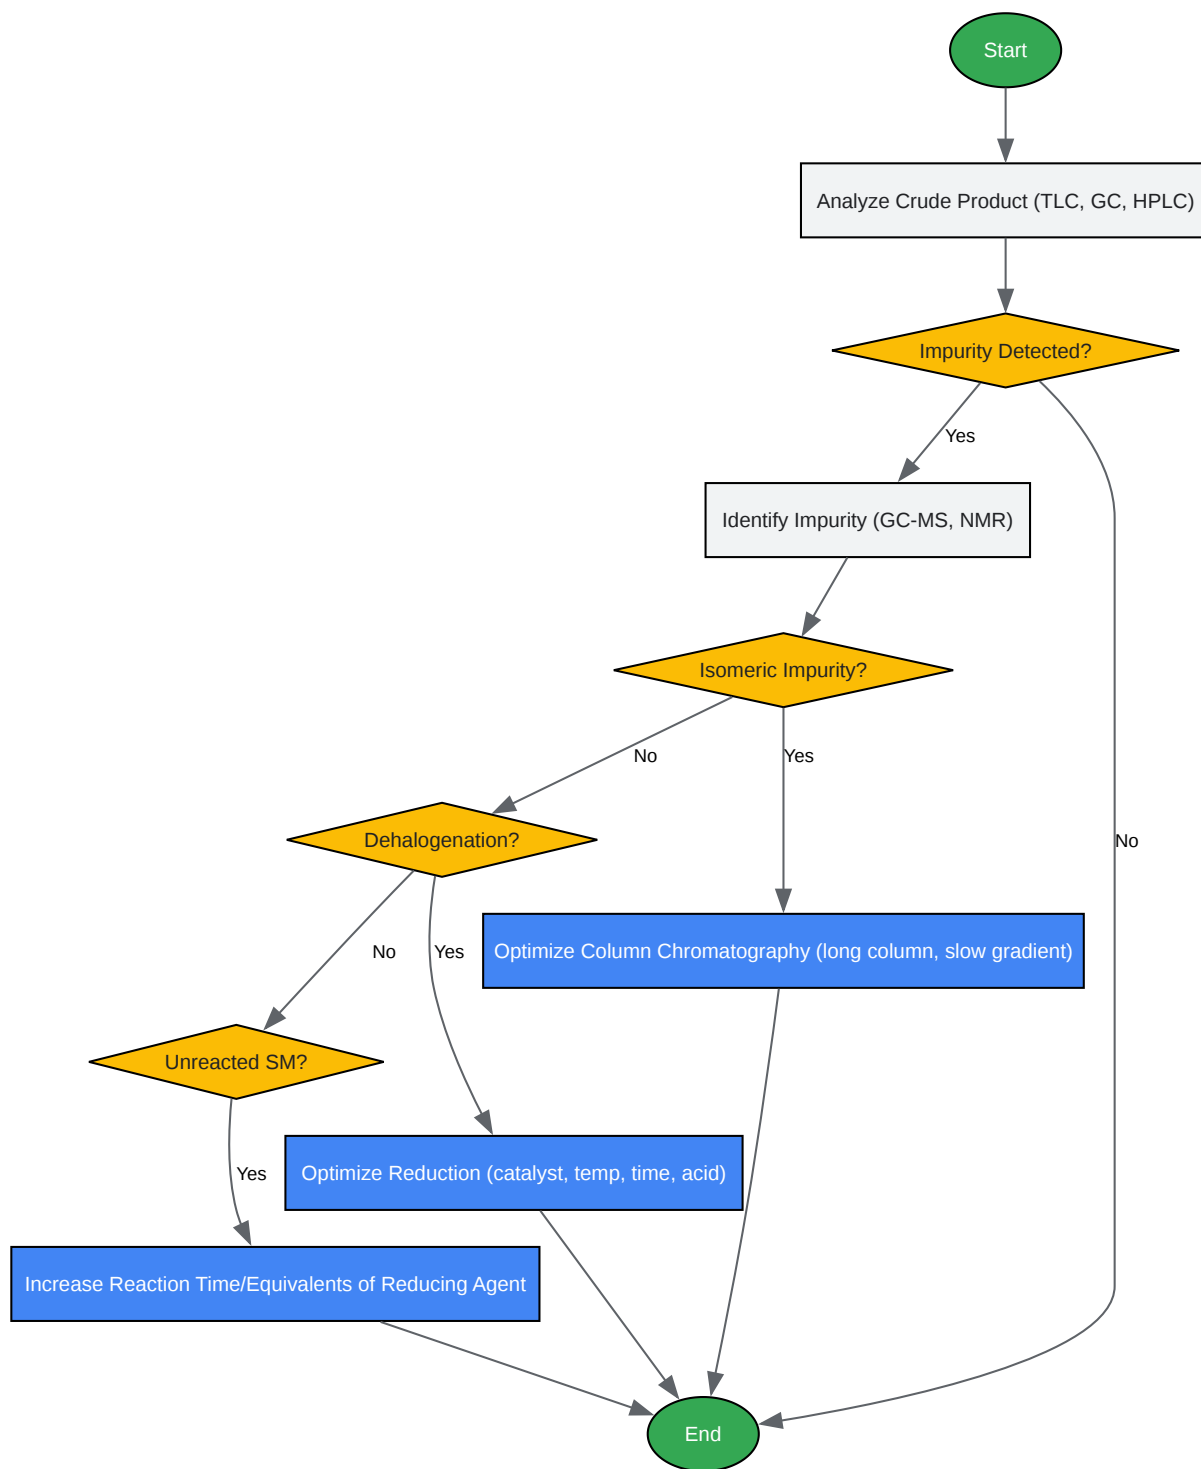 Start
Analyze Crude Product (TLC, GC, HPLC)
Impurity Detected?
Yes
Identify Impurity (GC-MS, NMR)
Isomeric Impurity?
No
Yes
Dehalogenation?
No
No
Yes
Optimize Column Chromatography (long column, slow gradient)
Unreacted SM?
Yes
Optimize Reduction (catalyst, temp, time, acid)
Increase Reaction Time/Equivalents of Reducing Agent
End